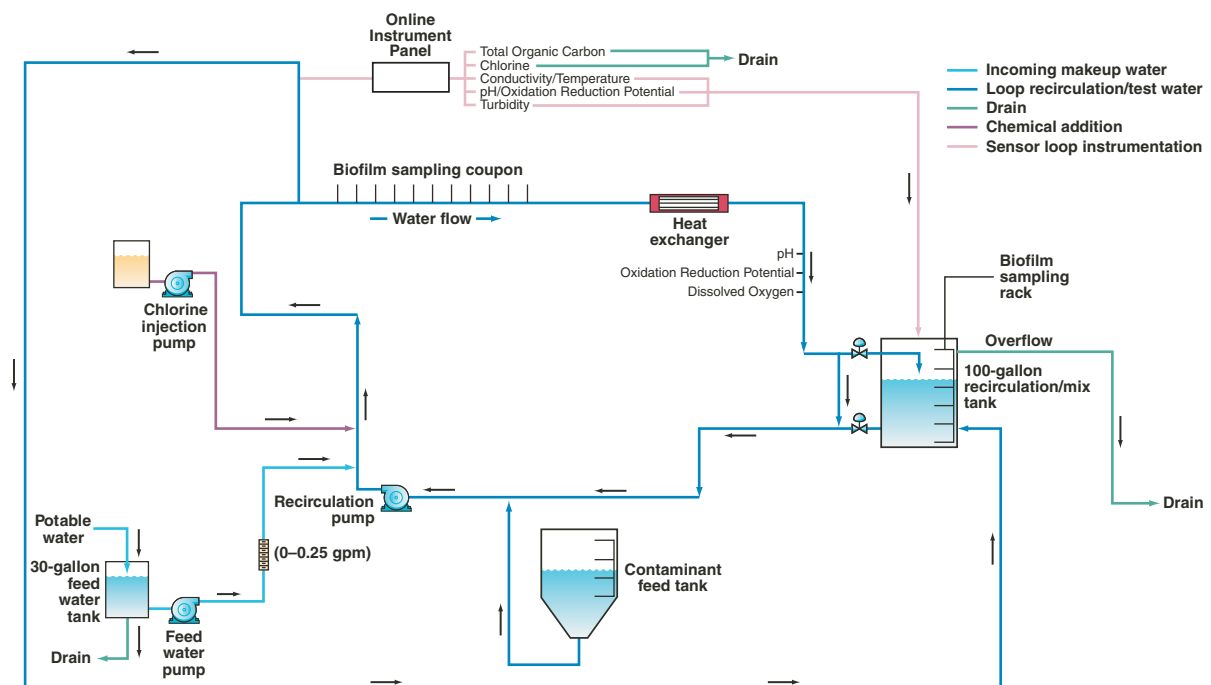 Online
Instrument
Panel
Total Organic Carbon
Chlorine
Conductivity/Temperature
pH/Oxidation Reduction Potential
Turbidity
Drain
Incoming makeup water
Loop recirculation/test water
Drain
Chemical addition
Sensor loop instrumentation
Biofilm sampling coupon
Water flow
Heat
exchanger
pH
Oxidation Reduction Potential
Dissolved Oxygen
Biofilm
sampling
rack
Chlorine
injection
pump
Overflow
100-gallon
recirculation/mix
tank
Recirculation
pump
Drain
Potable
water
(0–0.25 gpm)
30-gallon
feed
water
tank
Contaminant
feed tank
Feed
water
pump
Drain